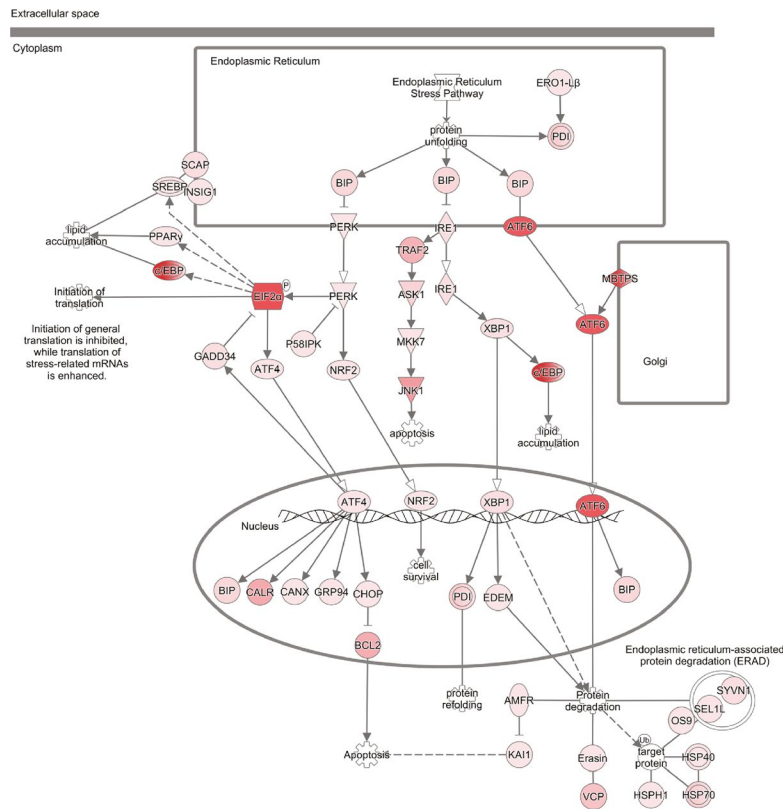 Extracellular space
Cytoplasm
Endoplasmic Reticulum
Endoplasmic Reticulum
Stress Pathway
ERO1-Lβ
protein
unfolding
PDI
SCAP
SREBP
INSIG1
BIP
BIP
BIP
lipid
accumulation
PPARγ
PERK
IRE1
ATF6
TRAF2
c/EBP
MBTPS
Initiation of
translation
EIF2α
P
PERK
ASK1
IRE1
Initiation of general
translation is inhibited,
while translation of
stress-related mRNAs
is enhanced.
GADD34
P58IPK
MKK7
XBP1
ATF6
Golgi
ATF4
NRF2
JNK1
c/EBP
apoptosis
lipid
accumulation
Nucleus
ATF4
NRF2
XBP1
ATF6
cell
survival
BIP
CALR
CANX
GRP94
CHOP
PDI
EDEM
BIP
BCL2
Endoplasmic reticulum-associated
protein degradation (ERAD)
protein
refolding
AMFR
Protein
degradation
SYVN1
SEL1L
OS9
Apoptosis
KAI1
Erasin
Ub
target
protein
HSP40
VCP
HSPH1
HSP70